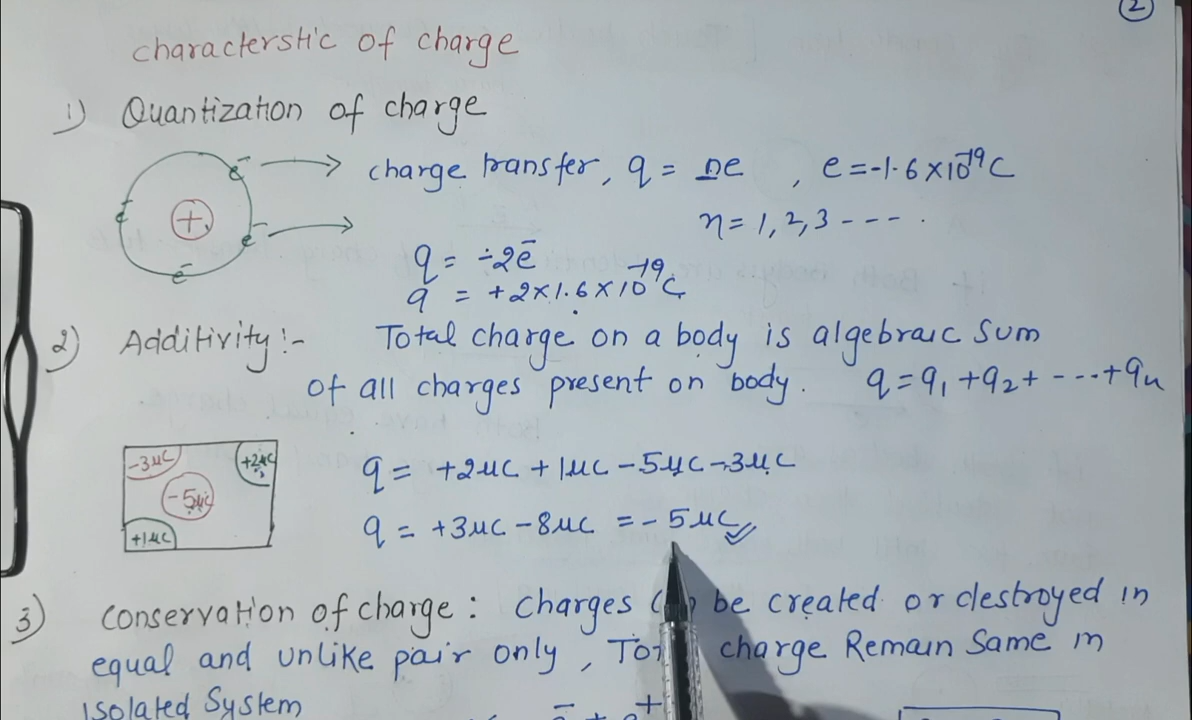 2
characterstic of charge
1) Quantization of charge
e⁻ charge transfer, q = ne , e = -1.6×10⁻¹⁹C
e⁻ + e⁻ n = 1, 2, 3 ---- .
e⁻ q = ÷2e⁻
q = +2×1.6×10⁻¹⁹C
2) Additivity:- Total charge on a body is algebraic sum
of all charges present on body. q = q₁ + q₂ + ---- + qn
-3μC +2μC q = +2μC + 1μC - 5μC - 3μC
-5μC
+1μC q = +3μC - 8μC = -5μC
3) Conservation of charge : Charges be created or destroyed in
equal and unlike pair only , charge Remain Same in
isolated System